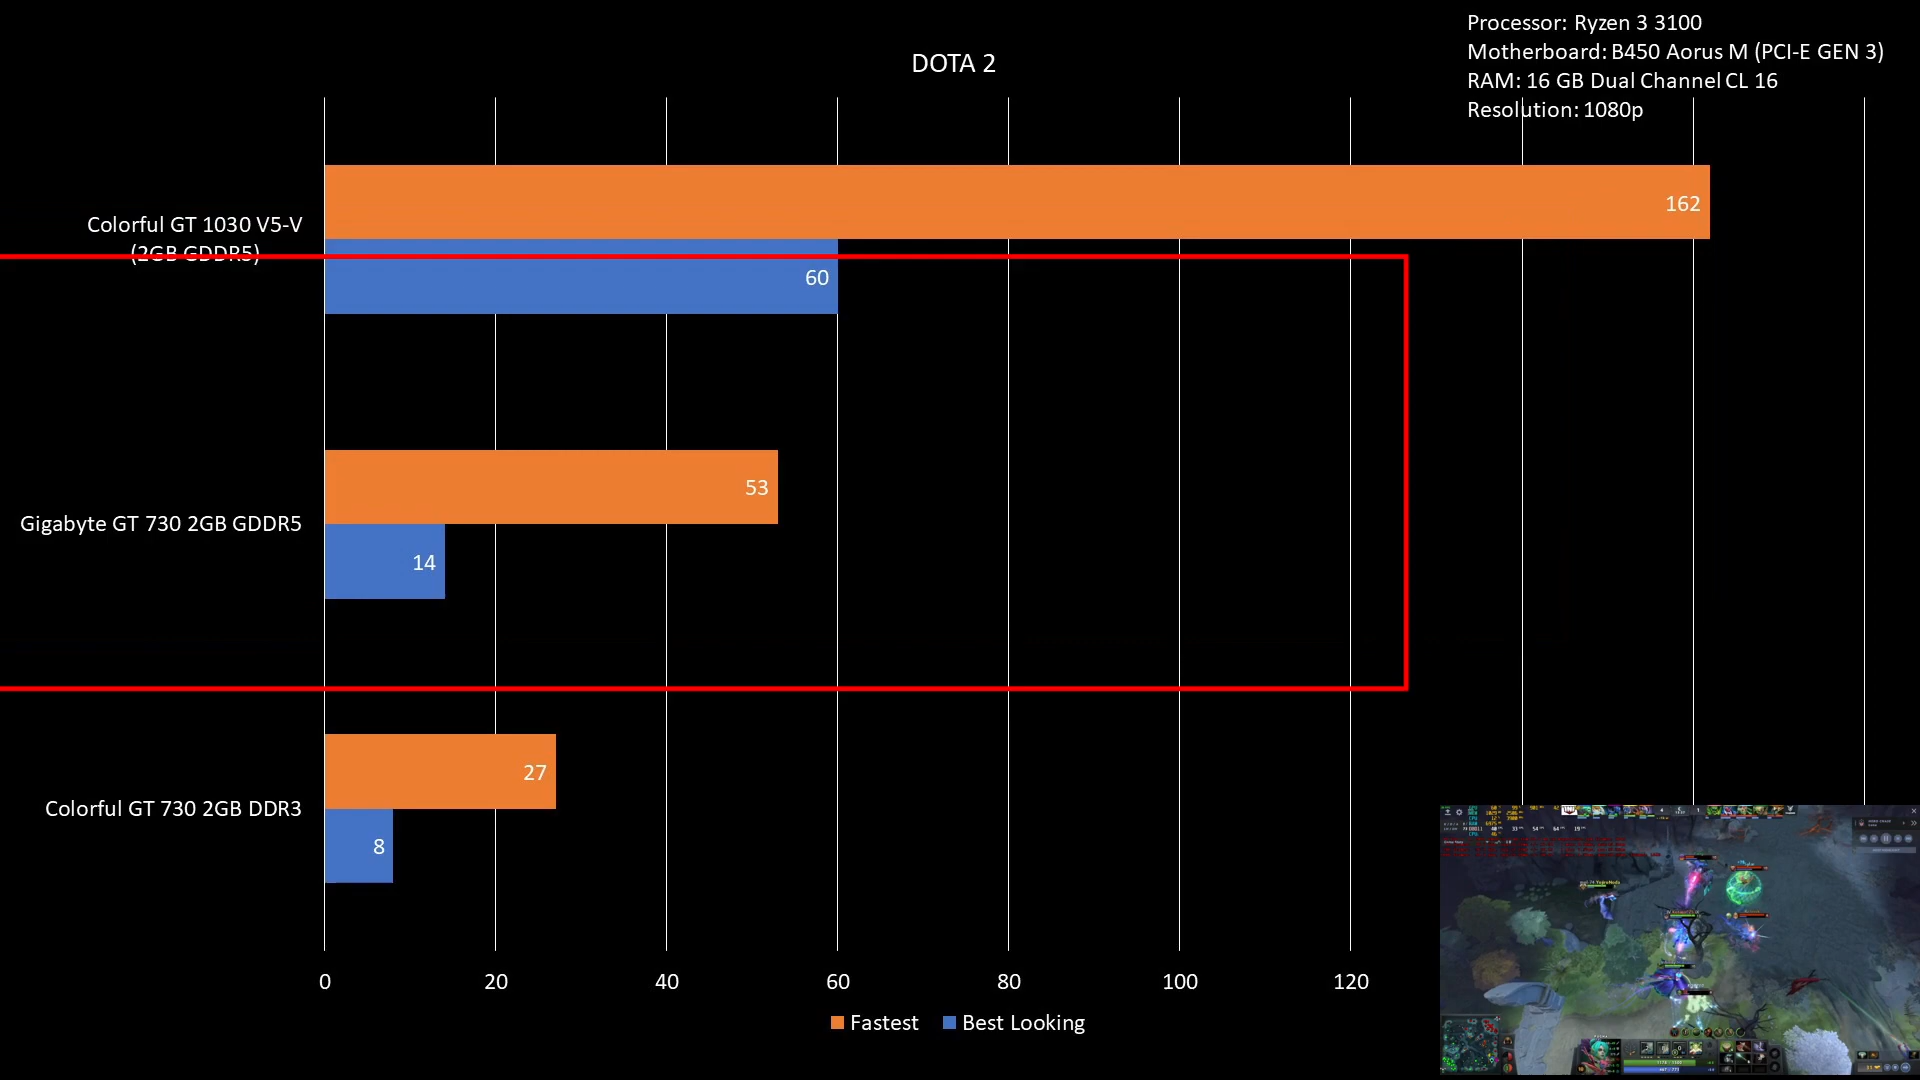 Processor: Ryzen 3 3100
Motherboard: B450 Aorus M (PCI-E GEN 3)
RAM: 16 GB Dual Channel CL 16
Resolution: 1080p
DOTA 2
Colorful GT 1030 V5-V
(2GB GDDR5)
162
60
Gigabyte GT 730 2GB GDDR5
53
14
Colorful GT 730 2GB DDR3
27
8
0 20 40 60 80 100 120
Fastest Best Looking